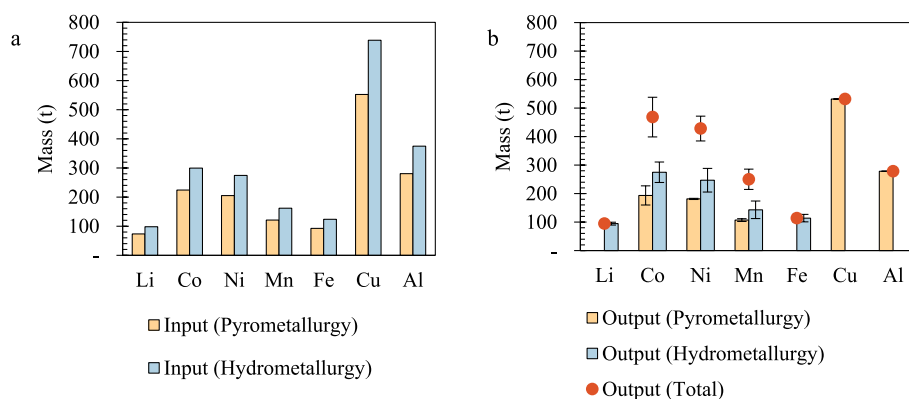 a
Mass (t)
800
700
600
500
400
300
200
100
-
Li Co Ni Mn Fe Cu Al
Input (Pyrometallurgy)
Input (Hydrometallurgy)
b
Mass (t)
800
700
600
500
400
300
200
100
-
Li Co Ni Mn Fe Cu Al
Output (Pyrometallurgy)
Output (Hydrometallurgy)
Output (Total)